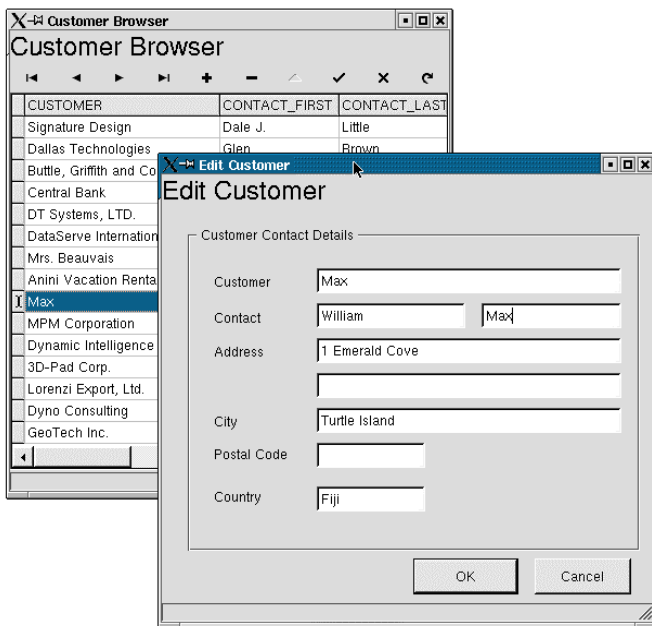 Customer Browser
Customer Browser
CUSTOMER CONTACT_FIRST CONTACT_LAST
Signature Design Dale J. Little
Dallas Technologies Glen Brown
Buttle, Griffith and Co
Central Bank
DT Systems, LTD.
DataServe Internation
Mrs. Beauvais
Anini Vacation Renta
Max
MPM Corporation
Dynamic Intelligence
3D-Pad Corp.
Lorenzi Export, Ltd.
Dyno Consulting
GeoTech Inc.
Edit Customer
Edit Customer
Customer Contact Details
Customer Max
Contact William Max
Address 1 Emerald Cove
City Turtle Island
Postal Code
Country Fiji
OK Cancel